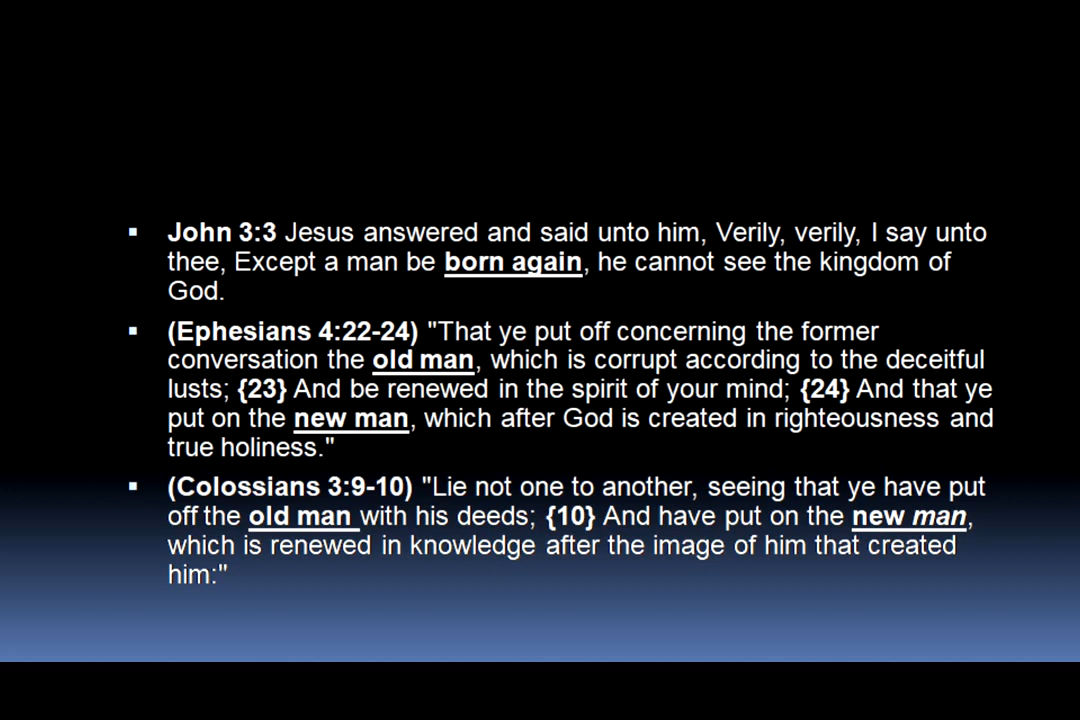 ▪ John 3:3 Jesus answered and said unto him, Verily, verily, I say unto
thee, Except a man be born again, he cannot see the kingdom of
God.
▪ (Ephesians 4:22-24) "That ye put off concerning the former
conversation the old man, which is corrupt according to the deceitful
lusts; {23} And be renewed in the spirit of your mind; {24} And that ye
put on the new man, which after God is created in righteousness and
true holiness."
▪ (Colossians 3:9-10) "Lie not one to another, seeing that ye have put
off the old man with his deeds; {10} And have put on the new man,
which is renewed in knowledge after the image of him that created
him:"